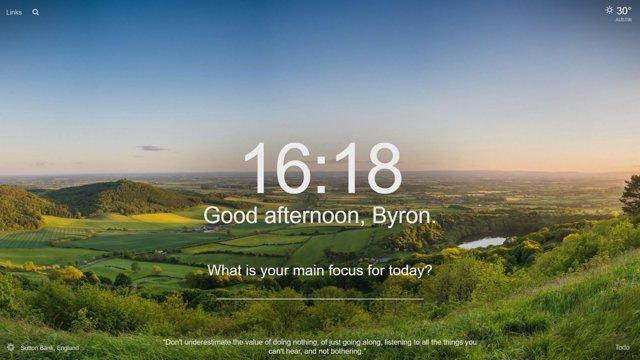 Links
30°
AUSTIN
16:18
Good afternoon, Byron.
What is your main focus for today?
"Don't underestimate the value of doing nothing, of just going along, listening to all the things you
can't hear, and not bothering."
Sutton Bank, England
Todo